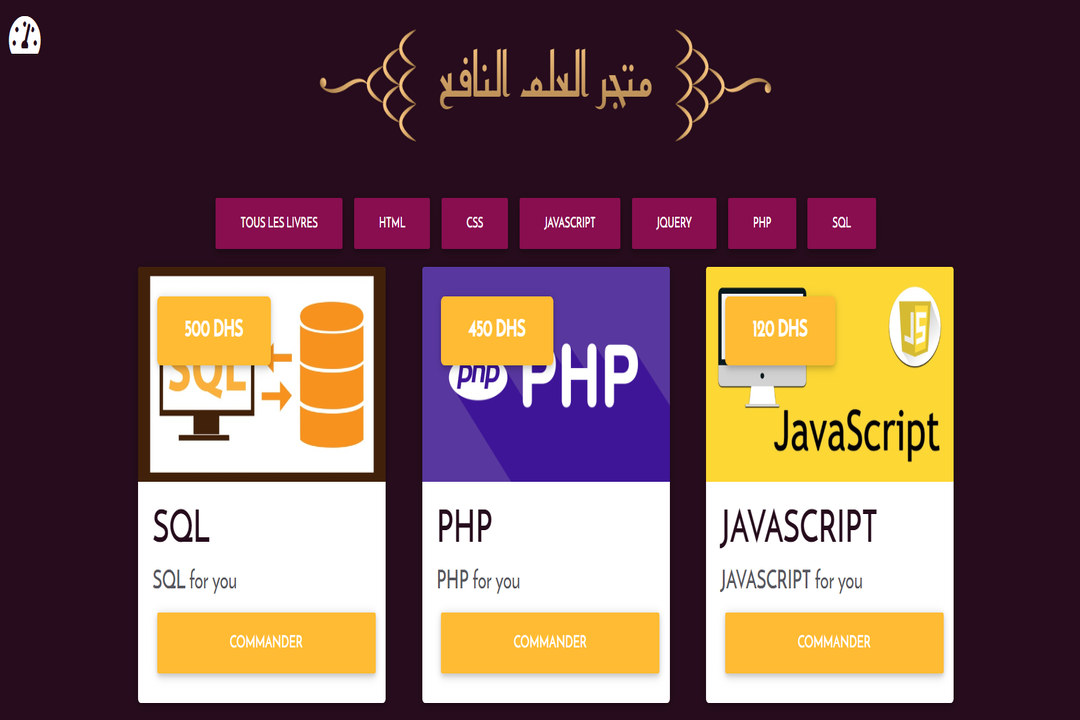 متجر العلم النافع
TOUS LES LIVRES
HTML
CSS
JAVASCRIPT
JQUERY
PHP
SQL
500 DHS
SQL
SQL
SQL for you
COMMANDER
450 DHS
php
PHP
PHP
PHP for you
COMMANDER
120 DHS
JS
JavaScript
JAVASCRIPT
JAVASCRIPT for you
COMMANDER